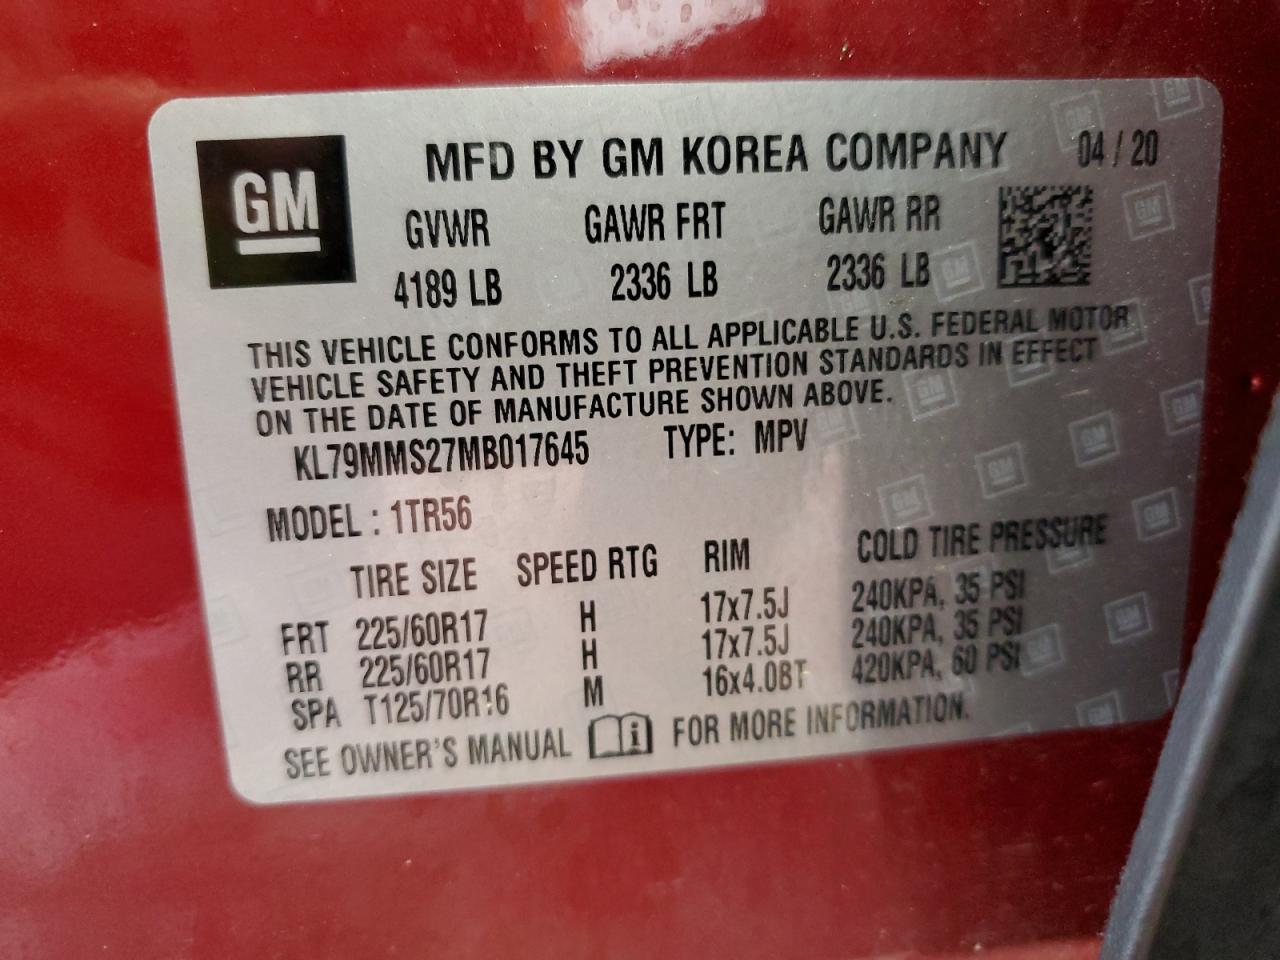 GM
MFD BY GM KOREA COMPANY 04 / 20
GVWR GAWR FRT GAWR RR
4189 LB 2336 LB 2336 LB
THIS VEHICLE CONFORMS TO ALL APPLICABLE U.S. FEDERAL MOTOR
VEHICLE SAFETY AND THEFT PREVENTION STANDARDS IN EFFECT
ON THE DATE OF MANUFACTURE SHOWN ABOVE.
KL79MMS27MB017645 TYPE: MPV
MODEL : 1TR56
TIRE SIZE SPEED RTG RIM COLD TIRE PRESSURE
FRT 225/60R17 H 17x7.5J 240KPA, 35 PSI
RR 225/60R17 H 17x7.5J 240KPA, 35 PSI
SPA T125/70R16 M 16x4.0BT 420KPA, 60 PSI
SEE OWNER'S MANUAL i FOR MORE INFORMATION.